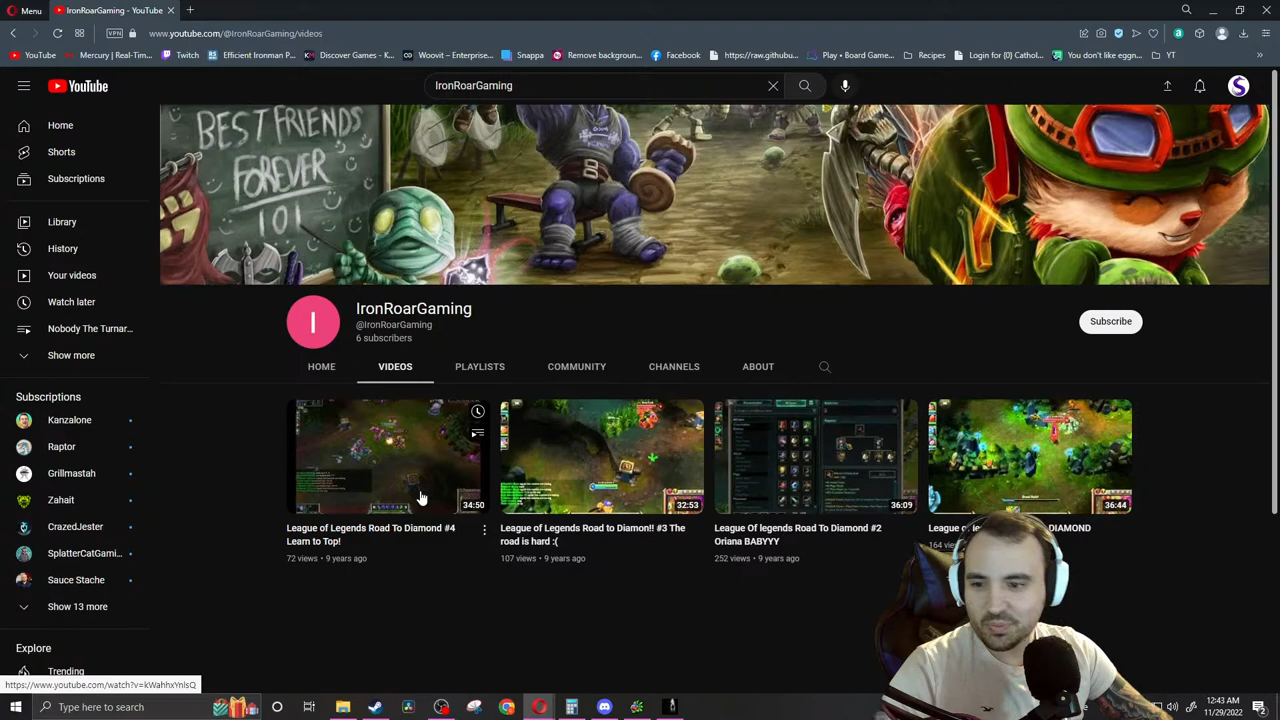 Menu
IronRoarGaming - YouTube
VPN
www.youtube.com/@IronRoarGaming/videos
YouTube
Mercury | Real-Tim...
Twitch
Efficient Ironman P...
Discover Games - K...
Woovit – Enterprise...
Snappa
Remove backgroun...
Facebook
https://raw.githubu...
Play • Board Game...
Recipes
Login for {0} Cathol...
You don't like eggn...
YT
YouTube
IronRoarGaming
BEST FRIENDS
FOREVER
101
Home
Shorts
Subscriptions
Library
History
Your videos
Watch later
Nobody The Turnar...
Show more
Subscriptions
Kanzalone
Raptor
Grillmastah
Zahait
CrazedJester
SplatterCatGami...
Sauce Stache
Show 13 more
Explore
Trending
I
IronRoarGaming
@IronRoarGaming
6 subscribers
Subscribe
HOME
VIDEOS
PLAYLISTS
COMMUNITY
CHANNELS
ABOUT
34:50
32:53
36:09
36:44
League of Legends Road To Diamond #4
Learn to Top!
72 views • 9 years ago
League of Legends Road to Diamon!! #3 The
road is hard :(
107 views • 9 years ago
League Of legends Road To Diamond #2
Oriana BABYYY
252 views • 9 years ago
DIAMOND
164
https://www.youtube.com/watch?v=kWahhxYnlsQ
Type here to search
12:43 AM
11/29/2022